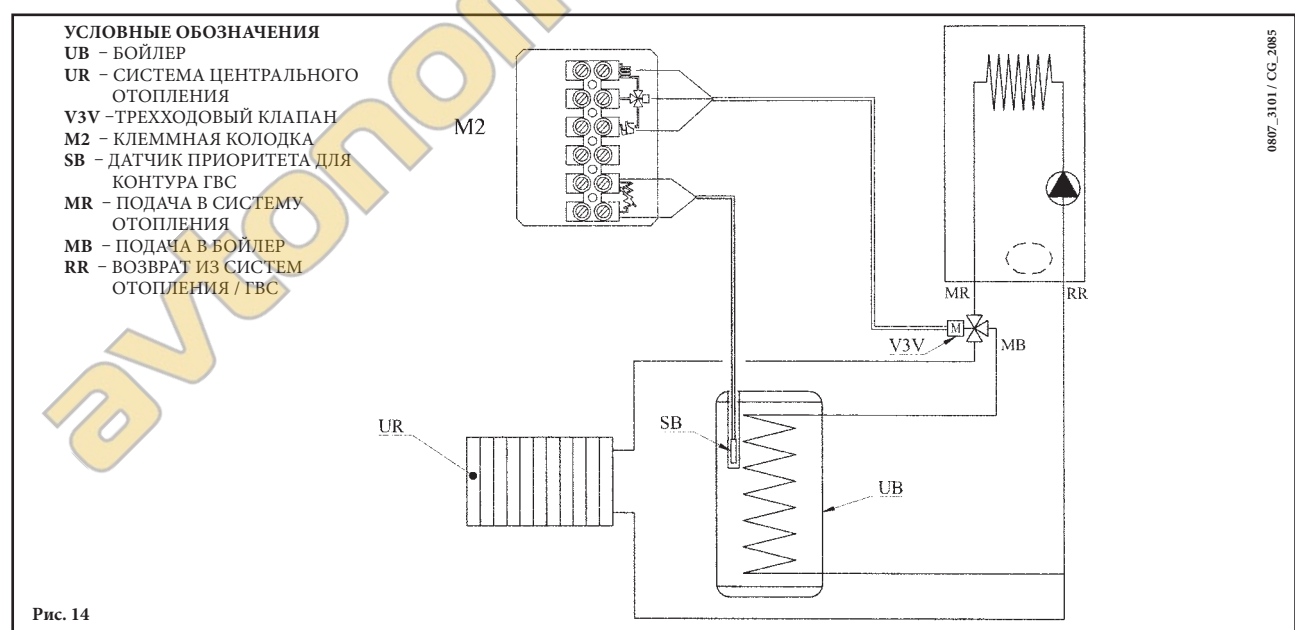 УСЛОВНЫЕ ОБОЗНАЧЕНИЯ
UB – БОЙЛЕР
UR – СИСТЕМА ЦЕНТРАЛЬНОГО
ОТОПЛЕНИЯ
V3V –ТРЕХХОДОВЫЙ КЛАПАН
M2 – КЛЕММНАЯ КОЛОДКА
SB – ДАТЧИК ПРИОРИТЕТА ДЛЯ
КОНТУРА ГВС
MR – ПОДАЧА В СИСТЕМУ
ОТОПЛЕНИЯ
MB – ПОДАЧА В БОЙЛЕР
RR – ВОЗВРАТ ИЗ СИСТЕМ
ОТОПЛЕНИЯ / ГВС
M2
MR
RR
M
V3V
MB
UR
SB
UB
0807_3101 / CG_2085
Рис. 14
avtonom